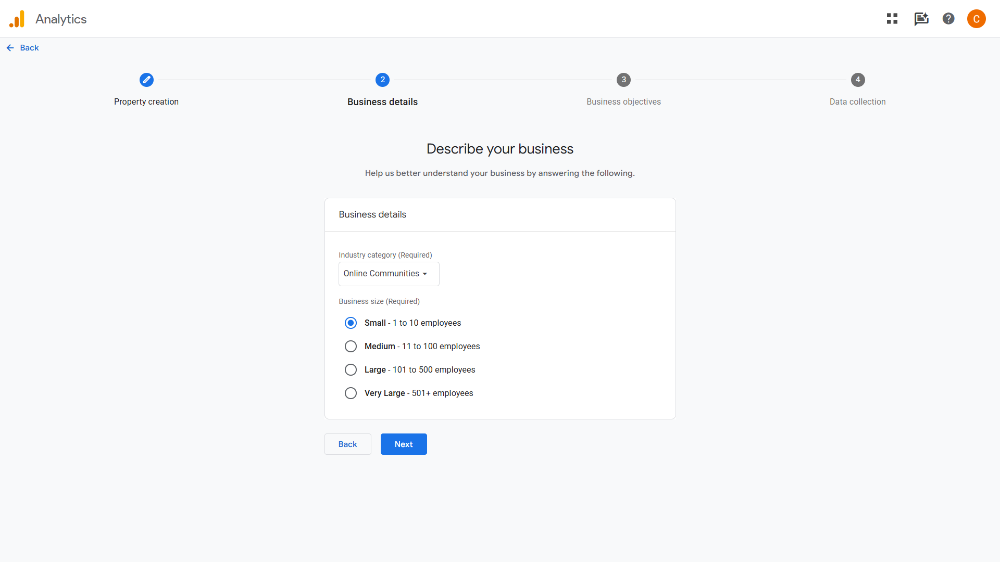 Analytics
?
C
Back
2
3
4
Property creation
Business details
Business objectives
Data collection
Describe your business
Help us better understand your business by answering the following.
Business details
Industry category (Required)
Online Communities
Business size (Required)
Small - 1 to 10 employees
Medium - 11 to 100 employees
Large - 101 to 500 employees
Very Large - 501+ employees
Back
Next